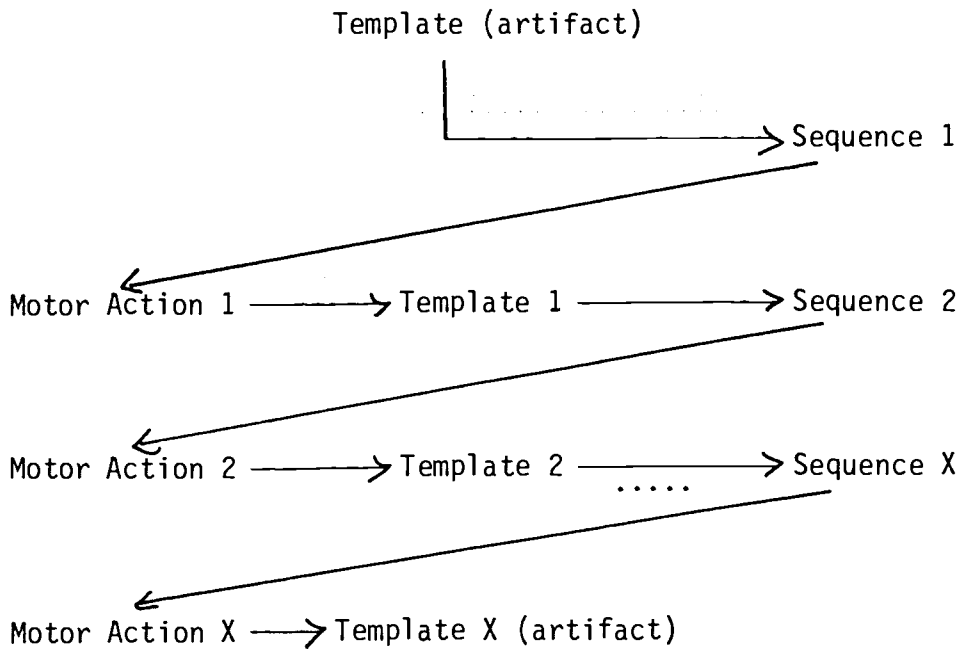 Template (artifact)
Sequence 1
Motor Action 1 Template 1 Sequence 2
Motor Action 2 Template 2 ..... Sequence X
Motor Action X Template X (artifact)